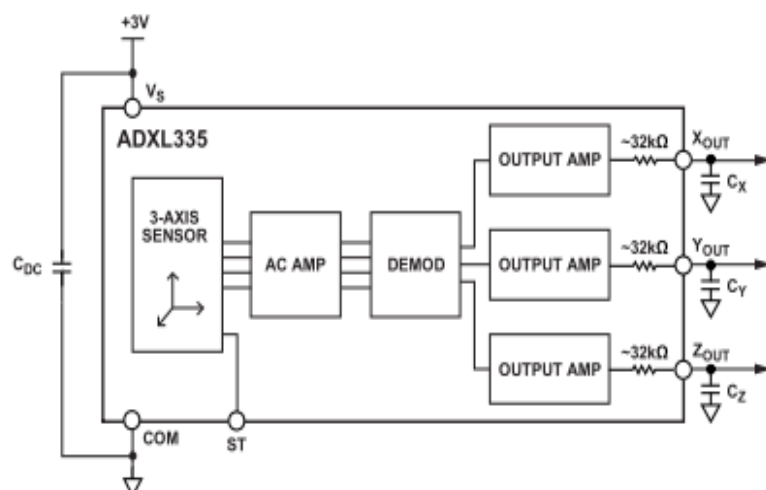 +3V
V_S
ADXL335
3-AXIS
SENSOR
AC AMP
DEMOD
OUTPUT AMP
~32kΩ
X_OUT
C_X
OUTPUT AMP
~32kΩ
Y_OUT
C_Y
OUTPUT AMP
~32kΩ
Z_OUT
C_Z
C_DC
COM
ST